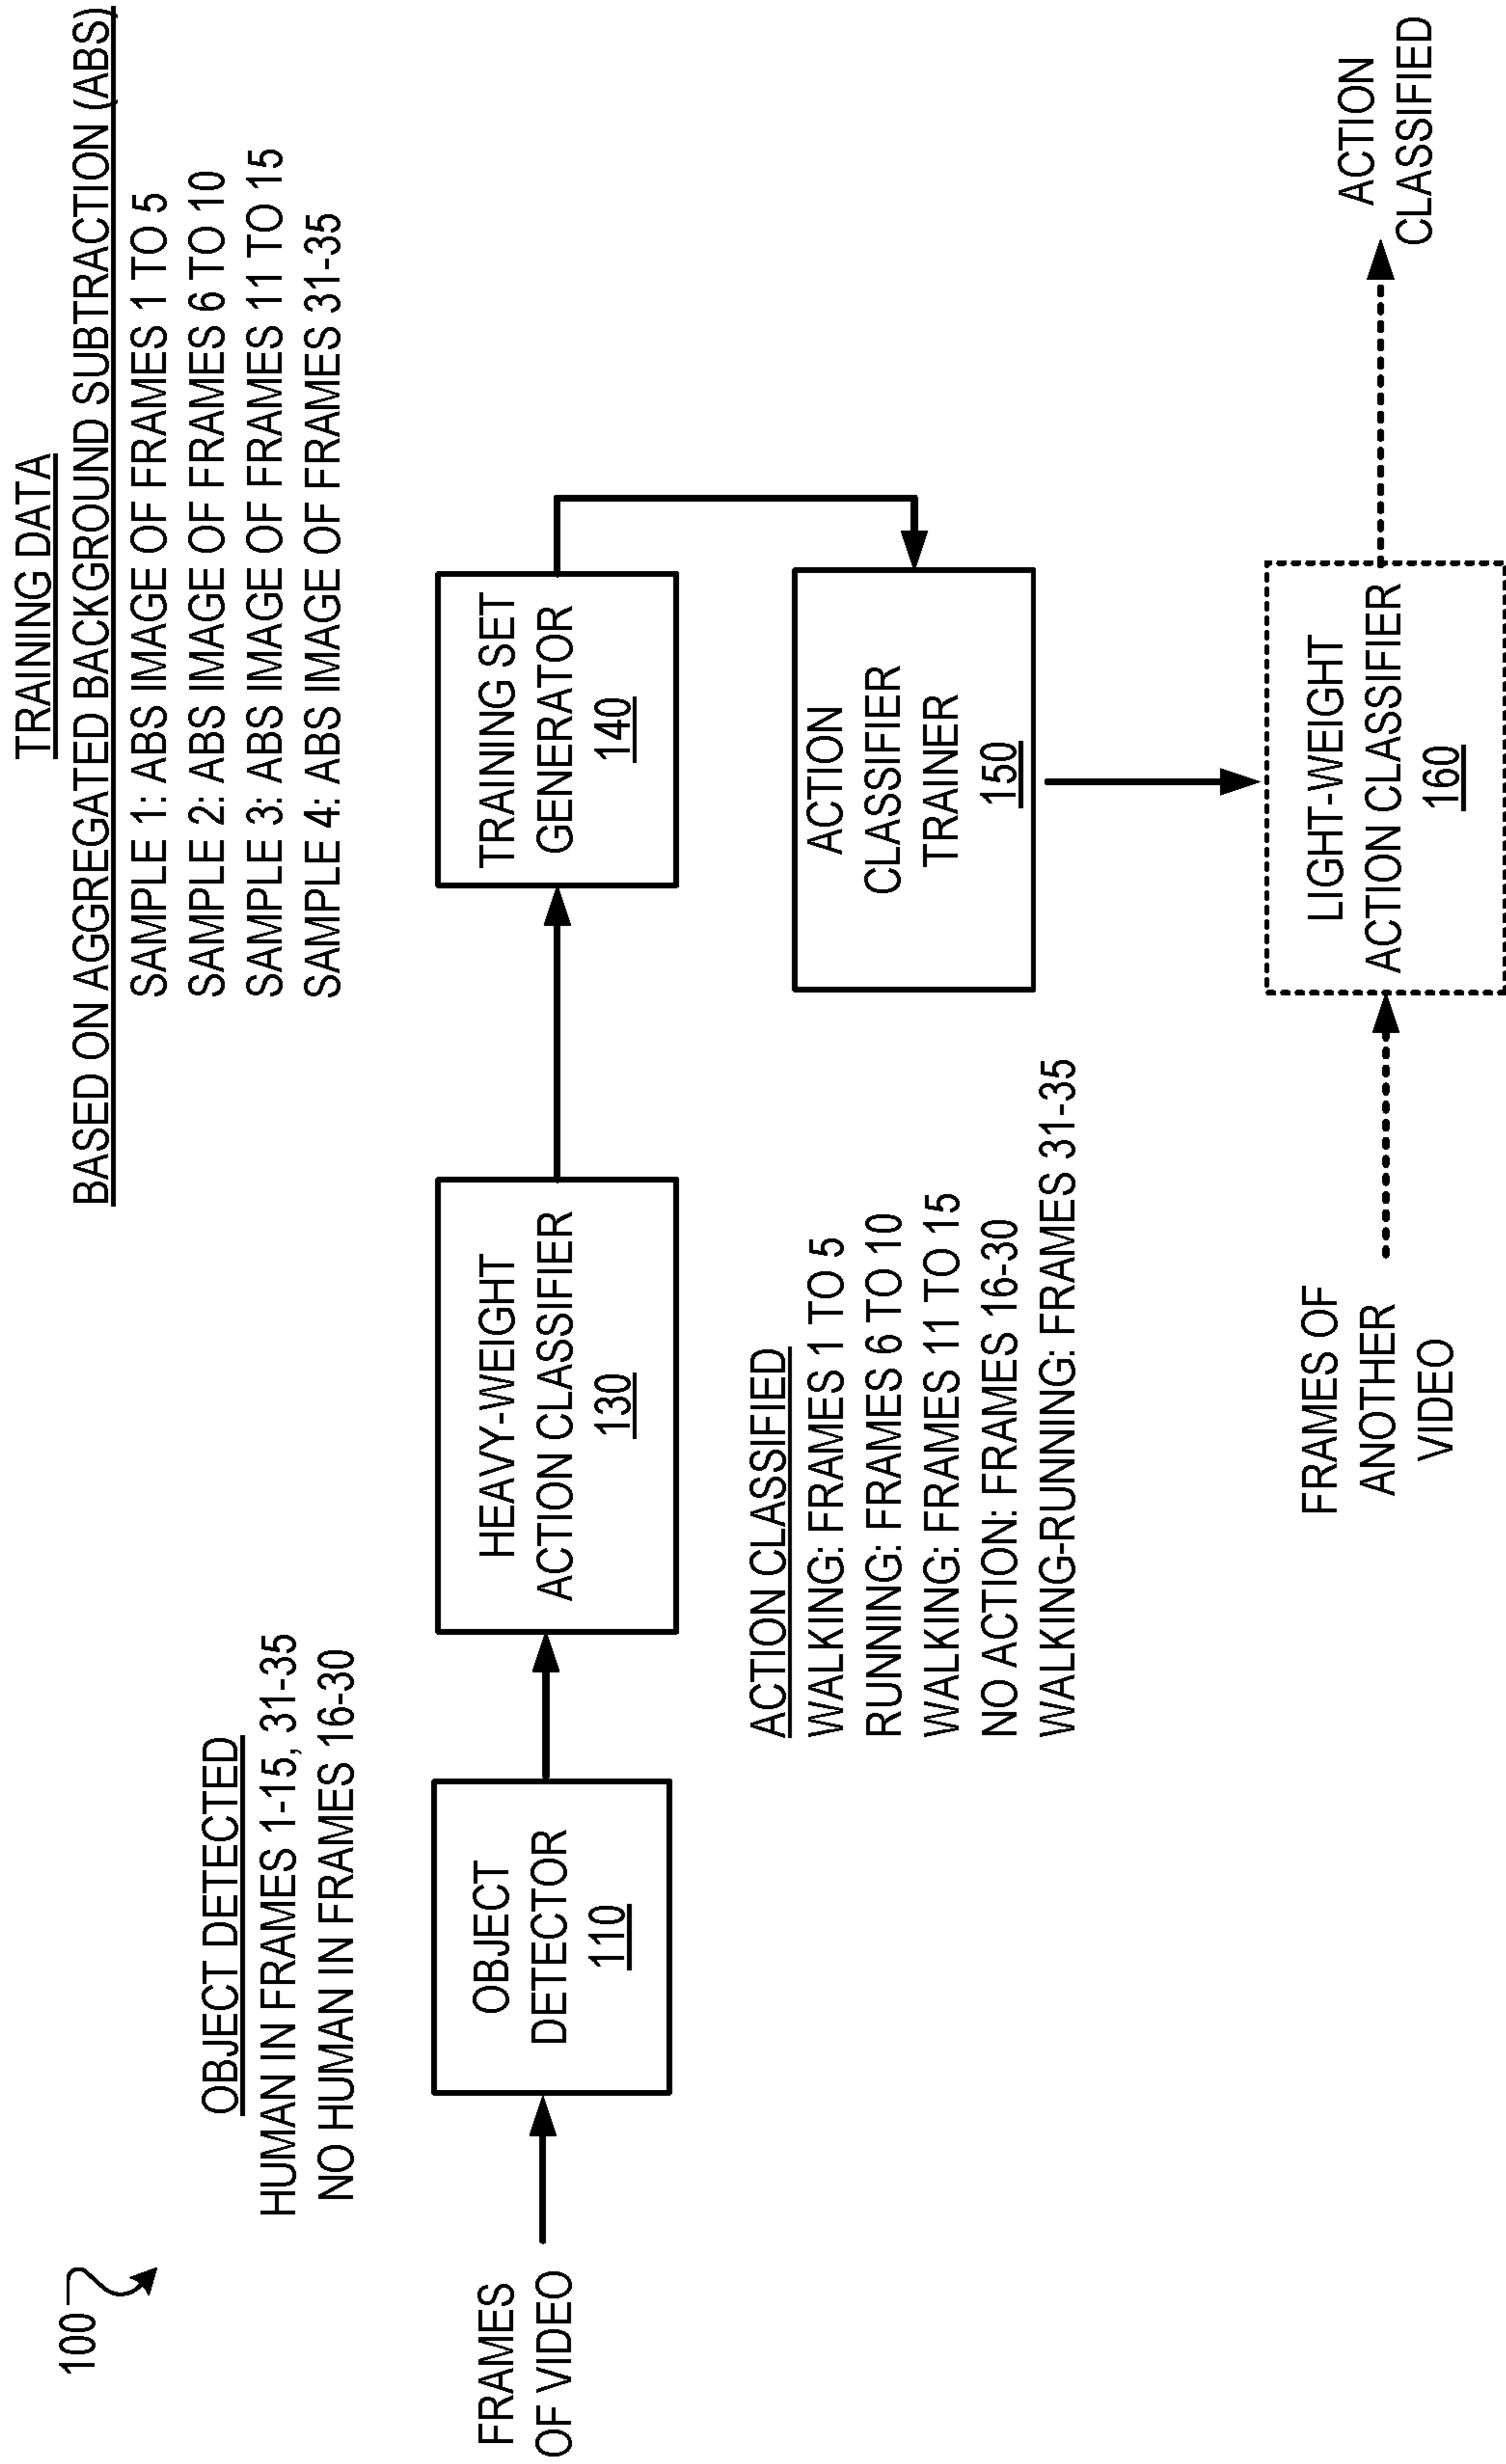 100
TRAINING DATA
BASED ON AGGREGATED BACKGROUND SUBTRACTION (ABS)
SAMPLE 1: ABS IMAGE OF FRAMES 1 TO 5
SAMPLE 2: ABS IMAGE OF FRAMES 6 TO 10
SAMPLE 3: ABS IMAGE OF FRAMES 11 TO 15
SAMPLE 4: ABS IMAGE OF FRAMES 31-35
OBJECT DETECTED
HUMAN IN FRAMES 1-15, 31-35
NO HUMAN IN FRAMES 16-30
FRAMES
OF VIDEO
OBJECT
DETECTOR
110
HEAVY-WEIGHT
ACTION CLASSIFIER
130
TRAINING SET
GENERATOR
140
ACTION CLASSIFIED
WALKING: FRAMES 1 TO 5
RUNNING: FRAMES 6 TO 10
WALKING: FRAMES 11 TO 15
NO ACTION: FRAMES 16-30
WALKING-RUNNING: FRAMES 31-35
ACTION
CLASSIFIER
TRAINER
150
FRAMES OF
ANOTHER
VIDEO
LIGHT-WEIGHT
ACTION CLASSIFIER
160
ACTION
CLASSIFIED